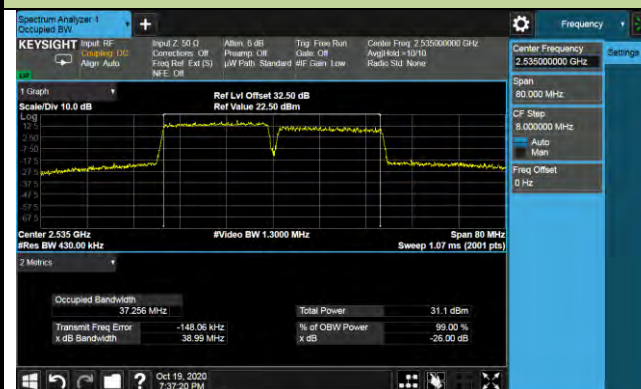 Spectrum Analyzer 1
Occupied BW
+
Frequency
KEYSIGHT
Input: RF
Coupling: DC
Align: Auto
Input Z: 50 Ω
Corrections: Off
Freq Ref: Ext (S)
NFE: Off
Atten: 6 dB
Preamp: Off
µW Path: Standard
Trig: Free Run
Gate: Off
#IF Gain: Low
Center Freq: 2.535000000 GHz
Avg|Hold:>10/10
Radio Std: None
Center Frequency
2.535000000 GHz
Settings
Span
80.000 MHz
CF Step
8.000000 MHz
Auto
Man
Freq Offset
0 Hz
1 Graph
Scale/Div 10.0 dB
Ref Lvl Offset 32.50 dB
Ref Value 22.50 dBm
Log
12.5
2.50
-7.50
-17.5
-27.5
-37.5
-47.5
-57.5
-67.5
Center 2.535 GHz
#Video BW 1.3000 MHz
Span 80 MHz
#Res BW 430.00 kHz
Sweep 1.07 ms (2001 pts)
2 Metrics
Occupied Bandwidth
37.256 MHz
Total Power
31.1 dBm
Transmit Freq Error
-148.06 kHz
% of OBW Power
99.00 %
x dB Bandwidth
38.99 MHz
x dB
-26.00 dB
?
Oct 19, 2020
7:37:20 PM